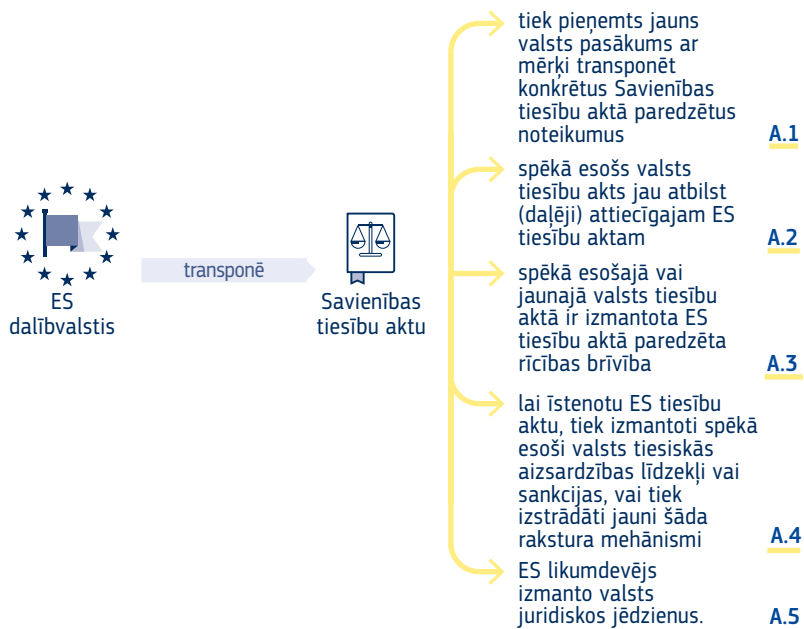 ES
dalībvalstis
transponē
Savienības
tiesību aktu
tiek pieņemts jauns
valsts pasākums ar
mērķi transponēt
konkrētus Savienības
tiesību aktā paredzētus
noteikumus
A.1
spēkā esošs valsts
tiesību akts jau atbilst
(daļēji) attiecīgajam ES
tiesību aktam
A.2
spēkā esošajā vai
jaunajā valsts tiesību
aktā ir izmantota ES
tiesību aktā paredzēta
rīcības brīvība
A.3
lai īstenotu ES tiesību
aktu, tiek izmantoti spēkā
esoši valsts tiesiskās
aizsardzības līdzekļi vai
sankcijas, vai tiek
izstrādāti jauni šāda
rakstura mehānismi
A.4
ES likumdevējs
izmanto valsts
juridiskos jēdzienus.
A.5